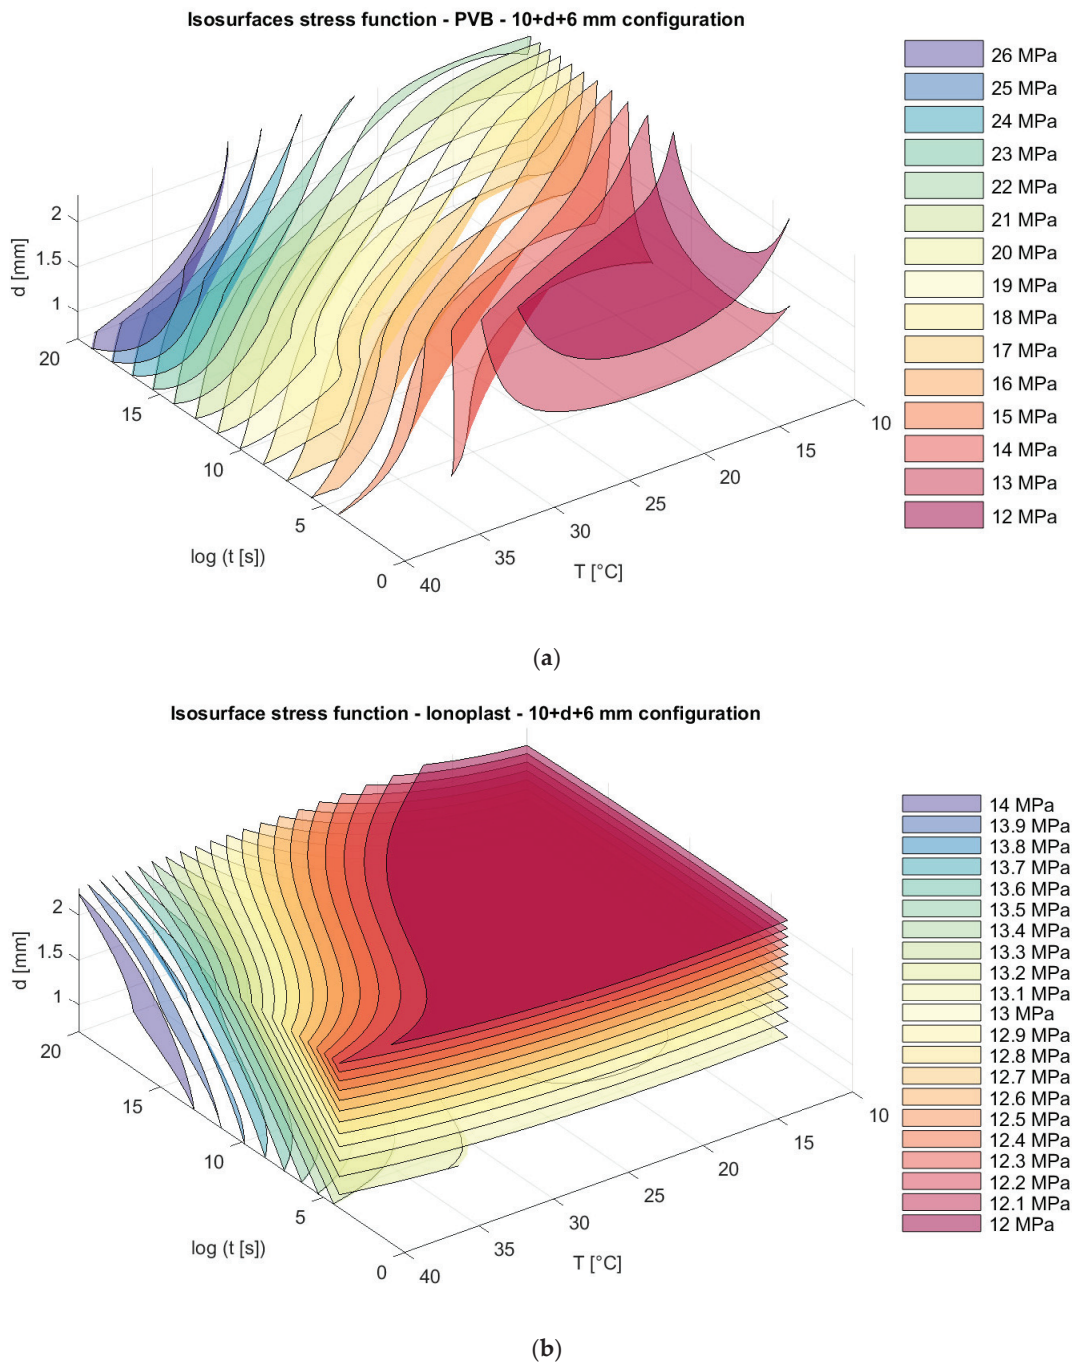 Isosurfaces stress function - PVB - 10+d+6 mm configuration
26 MPa
25 MPa
24 MPa
23 MPa
22 MPa
21 MPa
20 MPa
19 MPa
18 MPa
17 MPa
16 MPa
15 MPa
14 MPa
13 MPa
12 MPa
d [mm]
2
1.5
1
20
15
10
5
0
log (t [s])
40
35
30
25
20
15
10
T [°C]
(a)
Isosurface stress function - Ionoplast - 10+d+6 mm configuration
14 MPa
13.9 MPa
13.8 MPa
13.7 MPa
13.6 MPa
13.5 MPa
13.4 MPa
13.3 MPa
13.2 MPa
13.1 MPa
13 MPa
12.9 MPa
12.8 MPa
12.7 MPa
12.6 MPa
12.5 MPa
12.4 MPa
12.3 MPa
12.2 MPa
12.1 MPa
12 MPa
d [mm]
2
1.5
1
20
15
10
5
0
log (t [s])
40
35
30
25
20
15
10
T [°C]
(b)